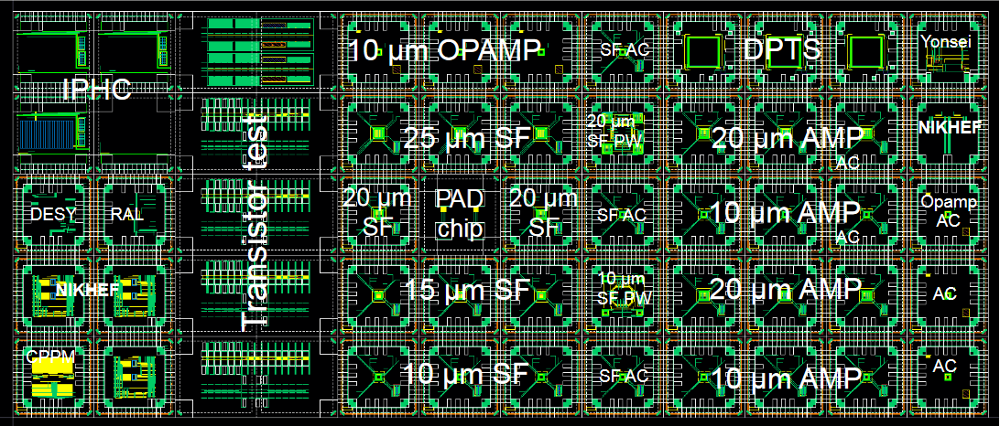 10 µm OPAMP
SF AC
DPTS
Yonsei
IPHC
Transistor test
25 µm SF
20 µm
SF PW
20 µm AMP
AC
NIKHEF
DESY
RAL
20 µm
SF
PAD
chip
20 µm
SF
SF AC
10 µm AMP
AC
Opamp
AC
NIKHEF
15 µm SF
10 µm
SF PW
20 µm AMP
AC
CPPM
10 µm SF
SF AC
10 µm AMP
AC